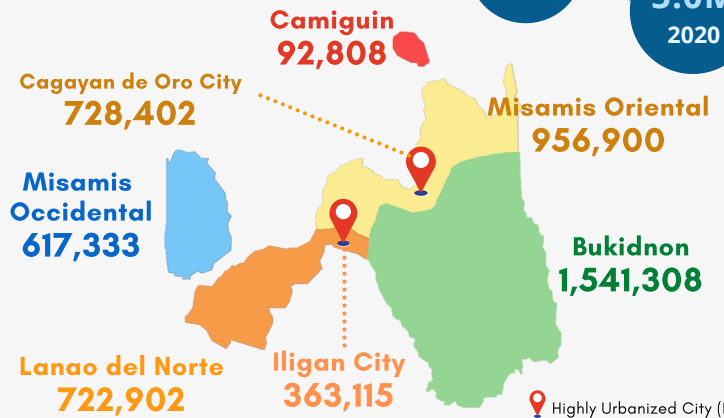 2020
Camiguin
92,808
Cagayan de Oro City
728,402
Misamis Oriental
956,900
Misamis
Occidental
617,333
Bukidnon
1,541,308
Lanao del Norte
722,902
Iligan City
363,115
Highly Urbanized City (